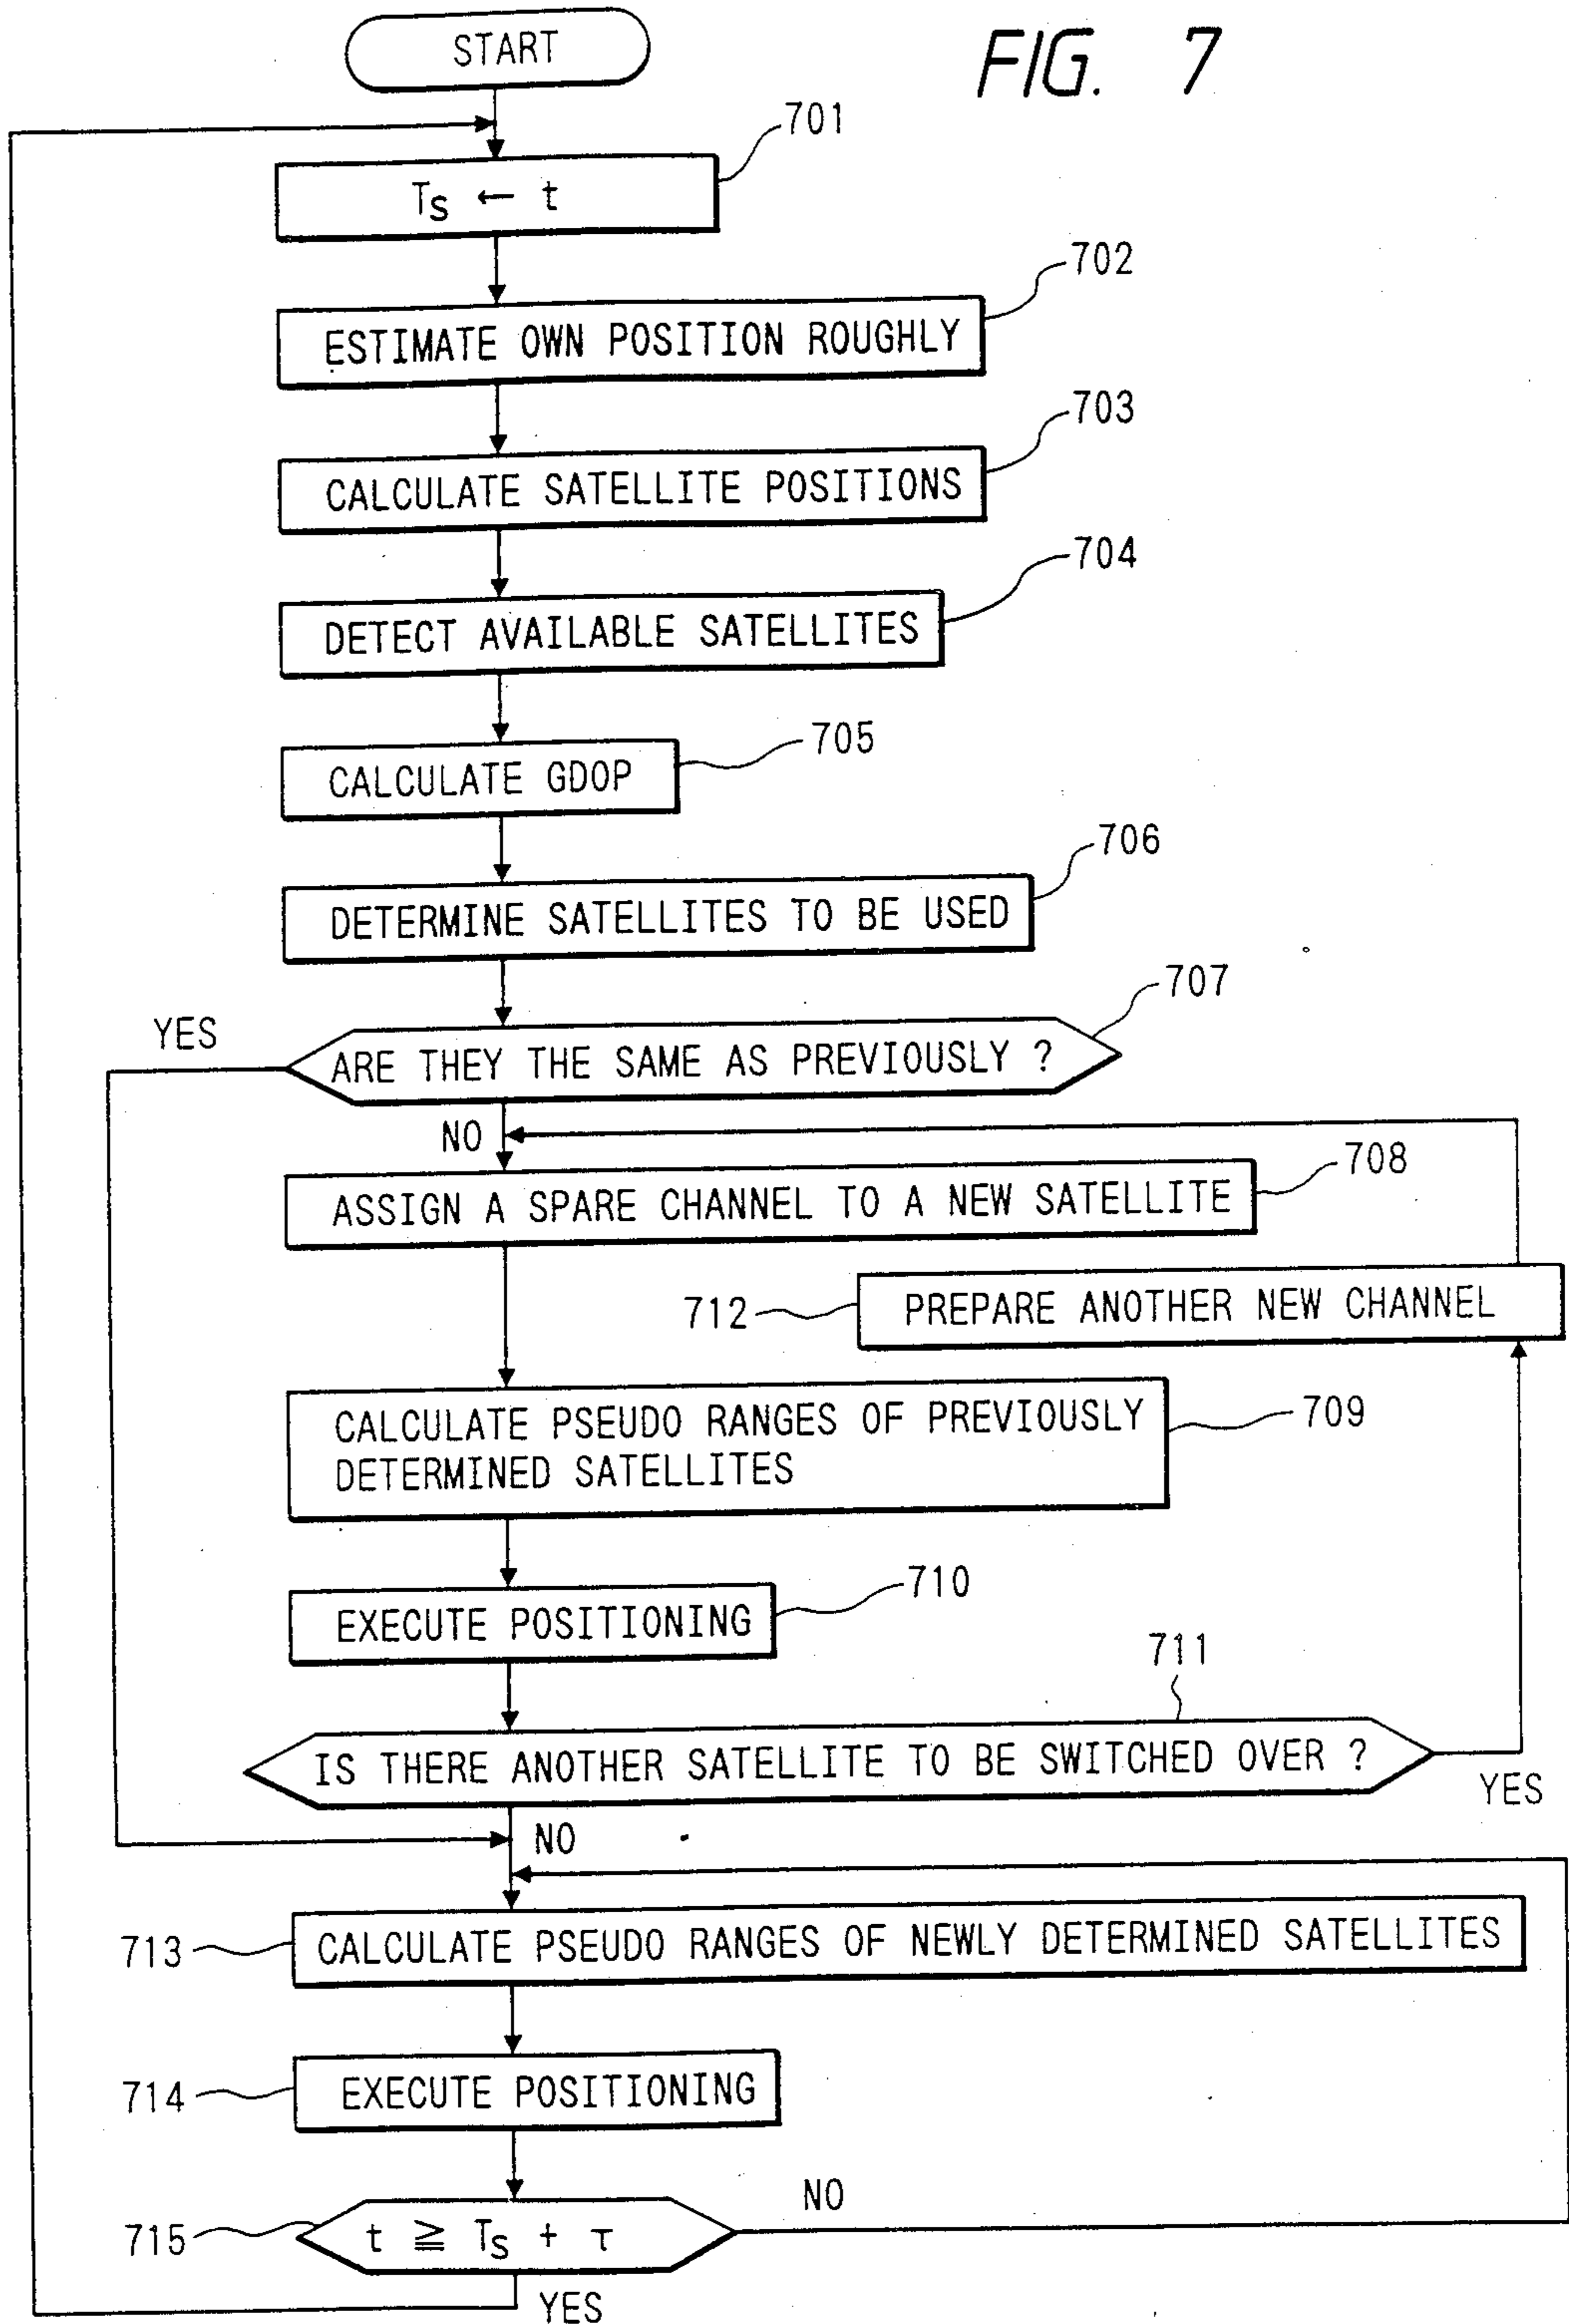 START
FIG. 7
701
Ts ← t
702
ESTIMATE OWN POSITION ROUGHLY
703
CALCULATE SATELLITE POSITIONS
704
DETECT AVAILABLE SATELLITES
705
CALCULATE GDOP
706
DETERMINE SATELLITES TO BE USED
707
YES
ARE THEY THE SAME AS PREVIOUSLY ?
NO
708
ASSIGN A SPARE CHANNEL TO A NEW SATELLITE
712
PREPARE ANOTHER NEW CHANNEL
CALCULATE PSEUDO RANGES OF PREVIOUSLY
DETERMINED SATELLITES
709
710
EXECUTE POSITIONING
711
IS THERE ANOTHER SATELLITE TO BE SWITCHED OVER ?
YES
NO
713
CALCULATE PSEUDO RANGES OF NEWLY DETERMINED SATELLITES
714
EXECUTE POSITIONING
NO
715
t ≧ Ts + τ
YES